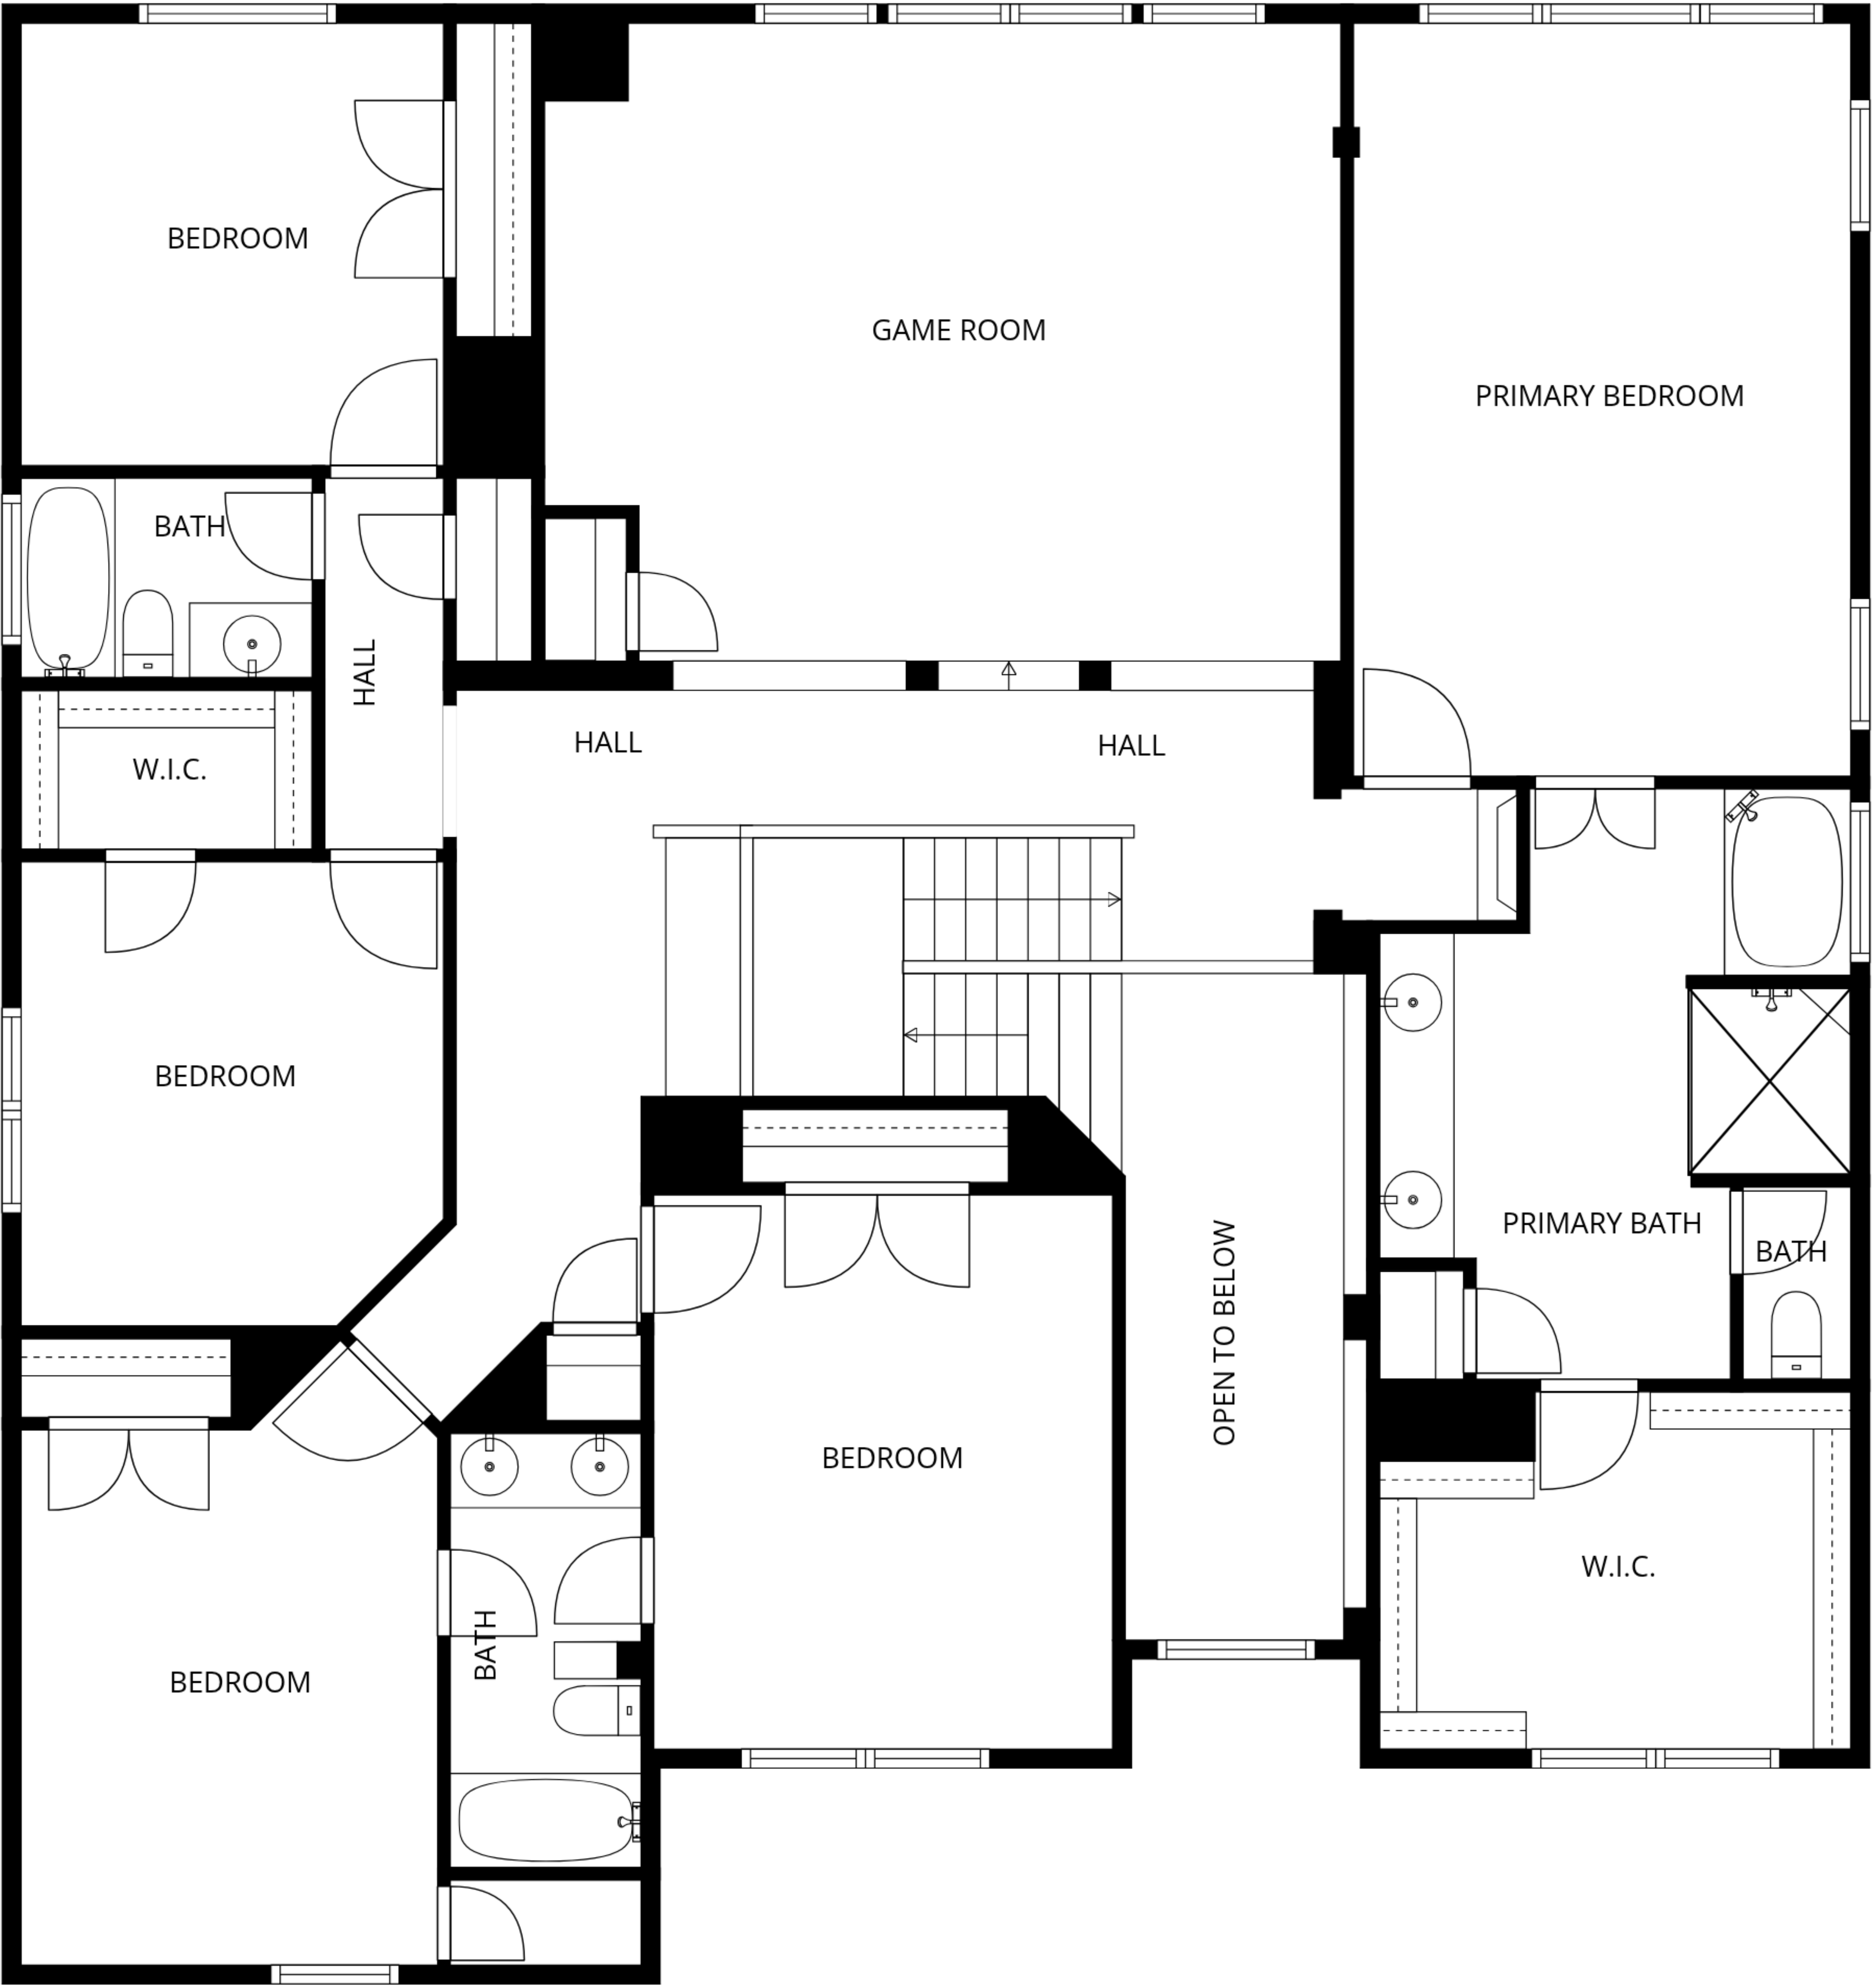 BEDROOM
GAME ROOM
PRIMARY BEDROOM
BATH
HALL
HALL
HALL
W.I.C.
BEDROOM
PRIMARY BATH
BATH
OPEN TO BELOW
BEDROOM
W.I.C.
BATH
BEDROOM